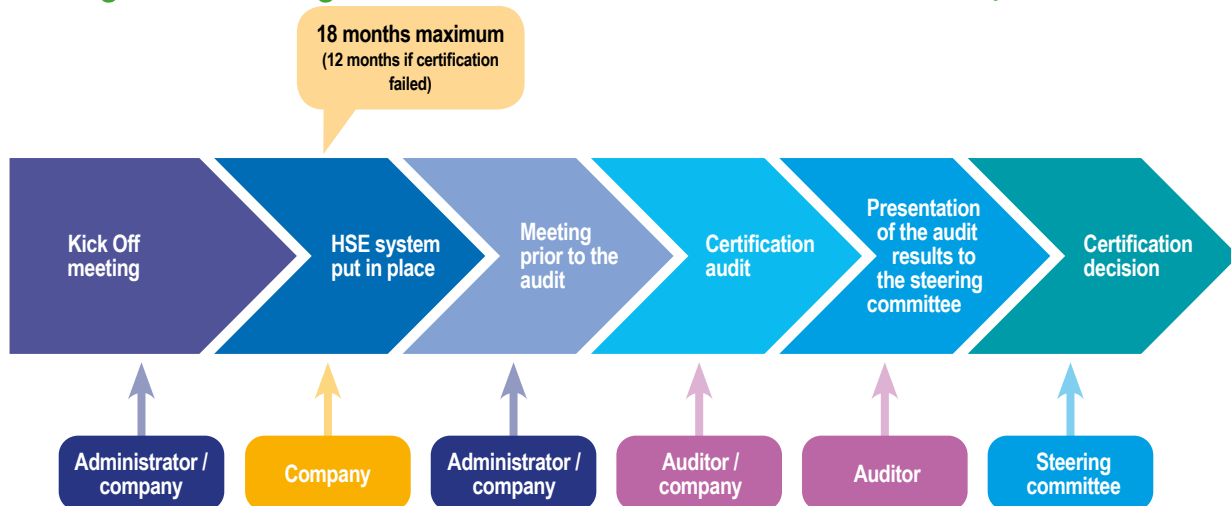 18 months maximum
(12 months if certification
failed)
Kick Off
meeting
HSE system
put in place
Meeting
prior to the
audit
Certification
audit
Presentation
of the audit
results to
the steering
committee
Certification
decision
Administrator /
company
Company
Administrator /
company
Auditor /
company
Auditor
Steering
committee